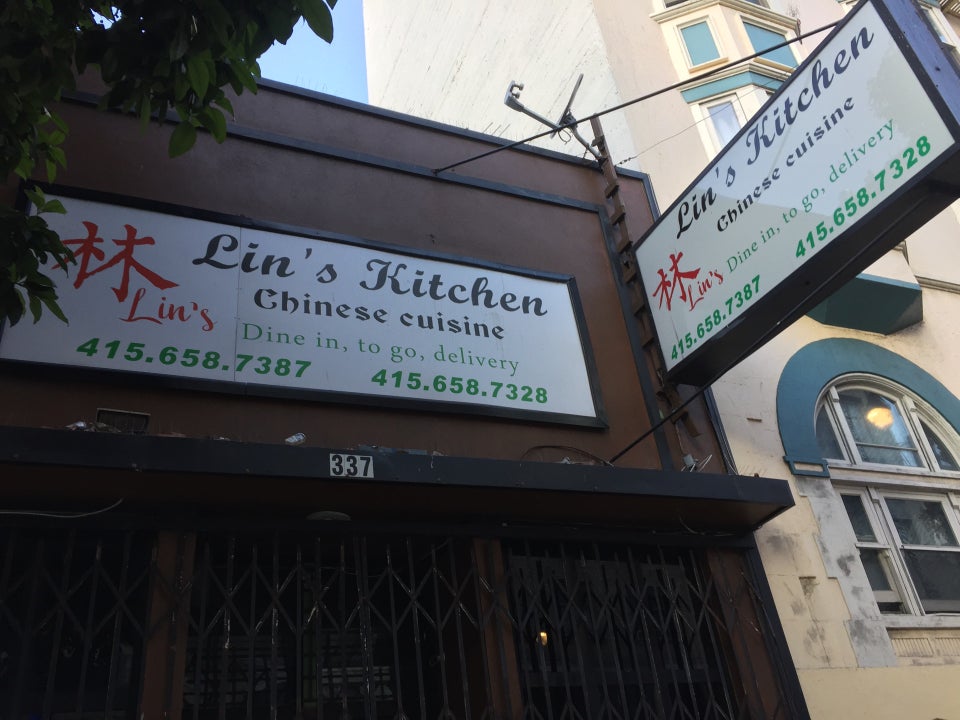 林
Lin's
Lin's Kitchen
Chinese cuisine
Dine in, to go, delivery
415.658.7387
415.658.7328
337
Lin's Kitchen
Chinese cuisine
林
Lin's
Dine in, to go, delivery
415.658.7387
415.658.7328